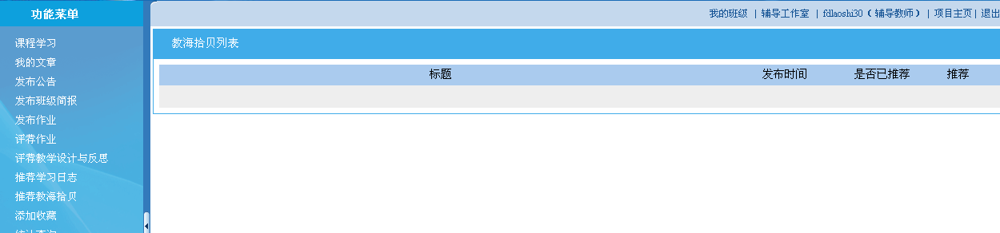 功能菜单
我的班级 | 辅导工作室 | fdlaoshi30（辅导教师）| 项目主页 | 退出
教海拾贝列表
标题 发布时间 是否已推荐 推荐
课程学习
我的文章
发布公告
发布班级简报
发布作业
评荐作业
评荐教学设计与反思
推荐学习日志
推荐教海拾贝
添加收藏